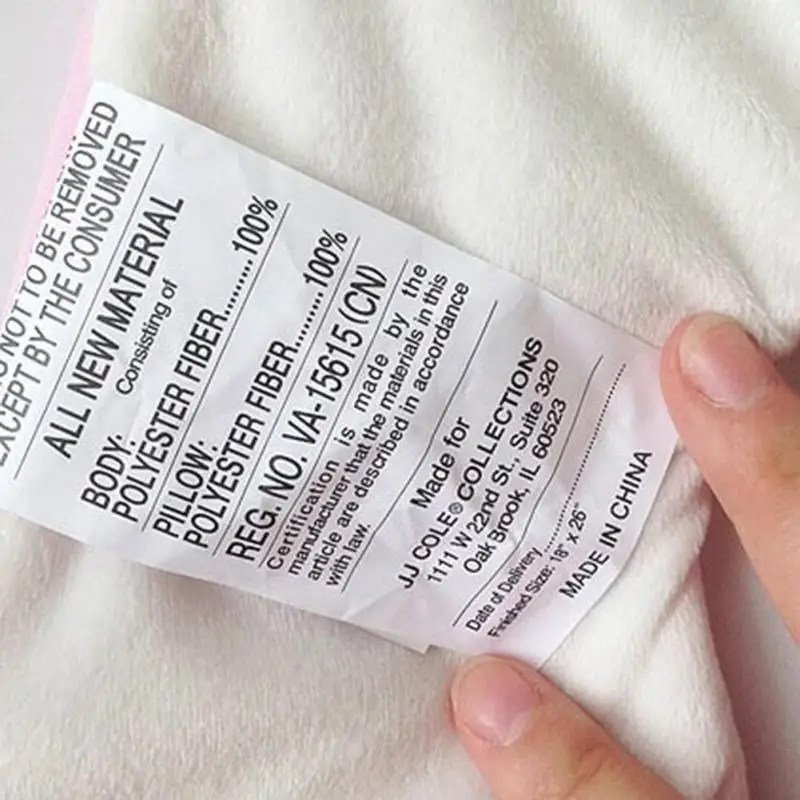 NOT TO BE REMOVED
EXCEPT BY THE CONSUMER
ALL NEW MATERIAL
Consisting of
BODY:
POLYESTER FIBER..........100%
PILLOW:
POLYESTER FIBER..........100%
REG. NO. VA-15615 (CN)
Certification is made by the
manufacturer that the materials in this
article are described in accordance
with law.
Made for
JJ COLE® COLLECTIONS
1111 W 22nd St., Suite 320
Oak Brook, IL 60523
Date of Delivery
Finished Size: 18" x 26"
MADE IN CHINA